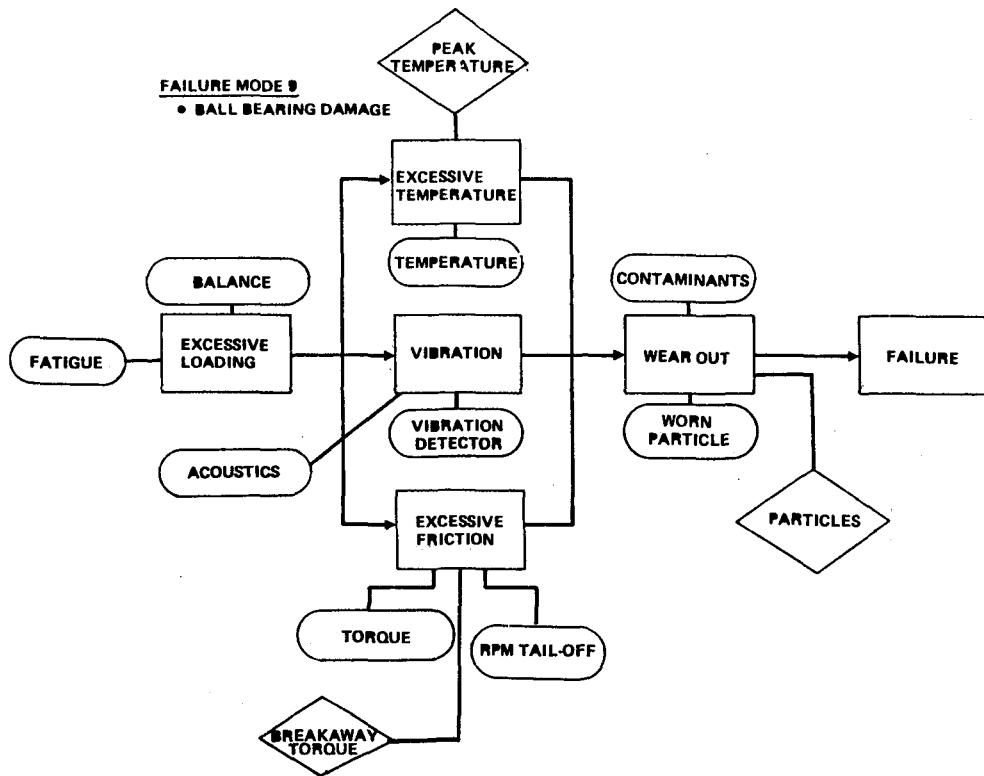 PEAK
TEMPERATURE
FAILURE MODE 9
• BALL BEARING DAMAGE
EXCESSIVE
TEMPERATURE
TEMPERATURE
CONTAMINANTS
BALANCE
EXCESSIVE
LOADING
FATIGUE
VIBRATION
WEAR OUT
FAILURE
VIBRATION
DETECTOR
WORN
PARTICLE
ACOUSTICS
EXCESSIVE
FRICTION
PARTICLES
TORQUE
RPM TAIL-OFF
BREAKAWAY
TORQUE